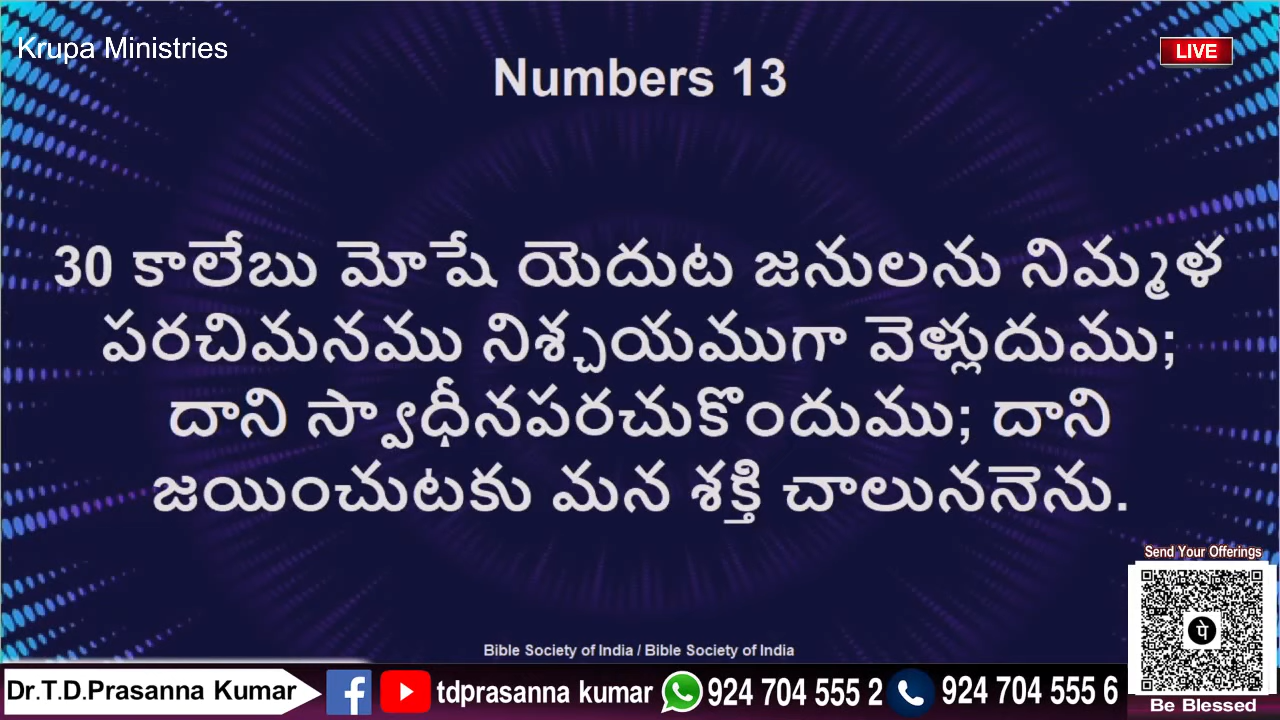 Krupa Ministries
LIVE
Numbers 13
30 కాలేబు మోషే యెదుట జనులను నిమ్మళ
పరచిమనము నిశ్చయముగా వెళ్లుదుము;
దాని స్వాధీనపరచుకొందుము; దాని
జయించుటకు మన శక్తి చాలుననెను.
Send Your Offerings
पे
Bible Society of India / Bible Society of India
Dr.T.D.Prasanna Kumar tdprasanna kumar 924 704 555 2 924 704 555 6
Be Blessed